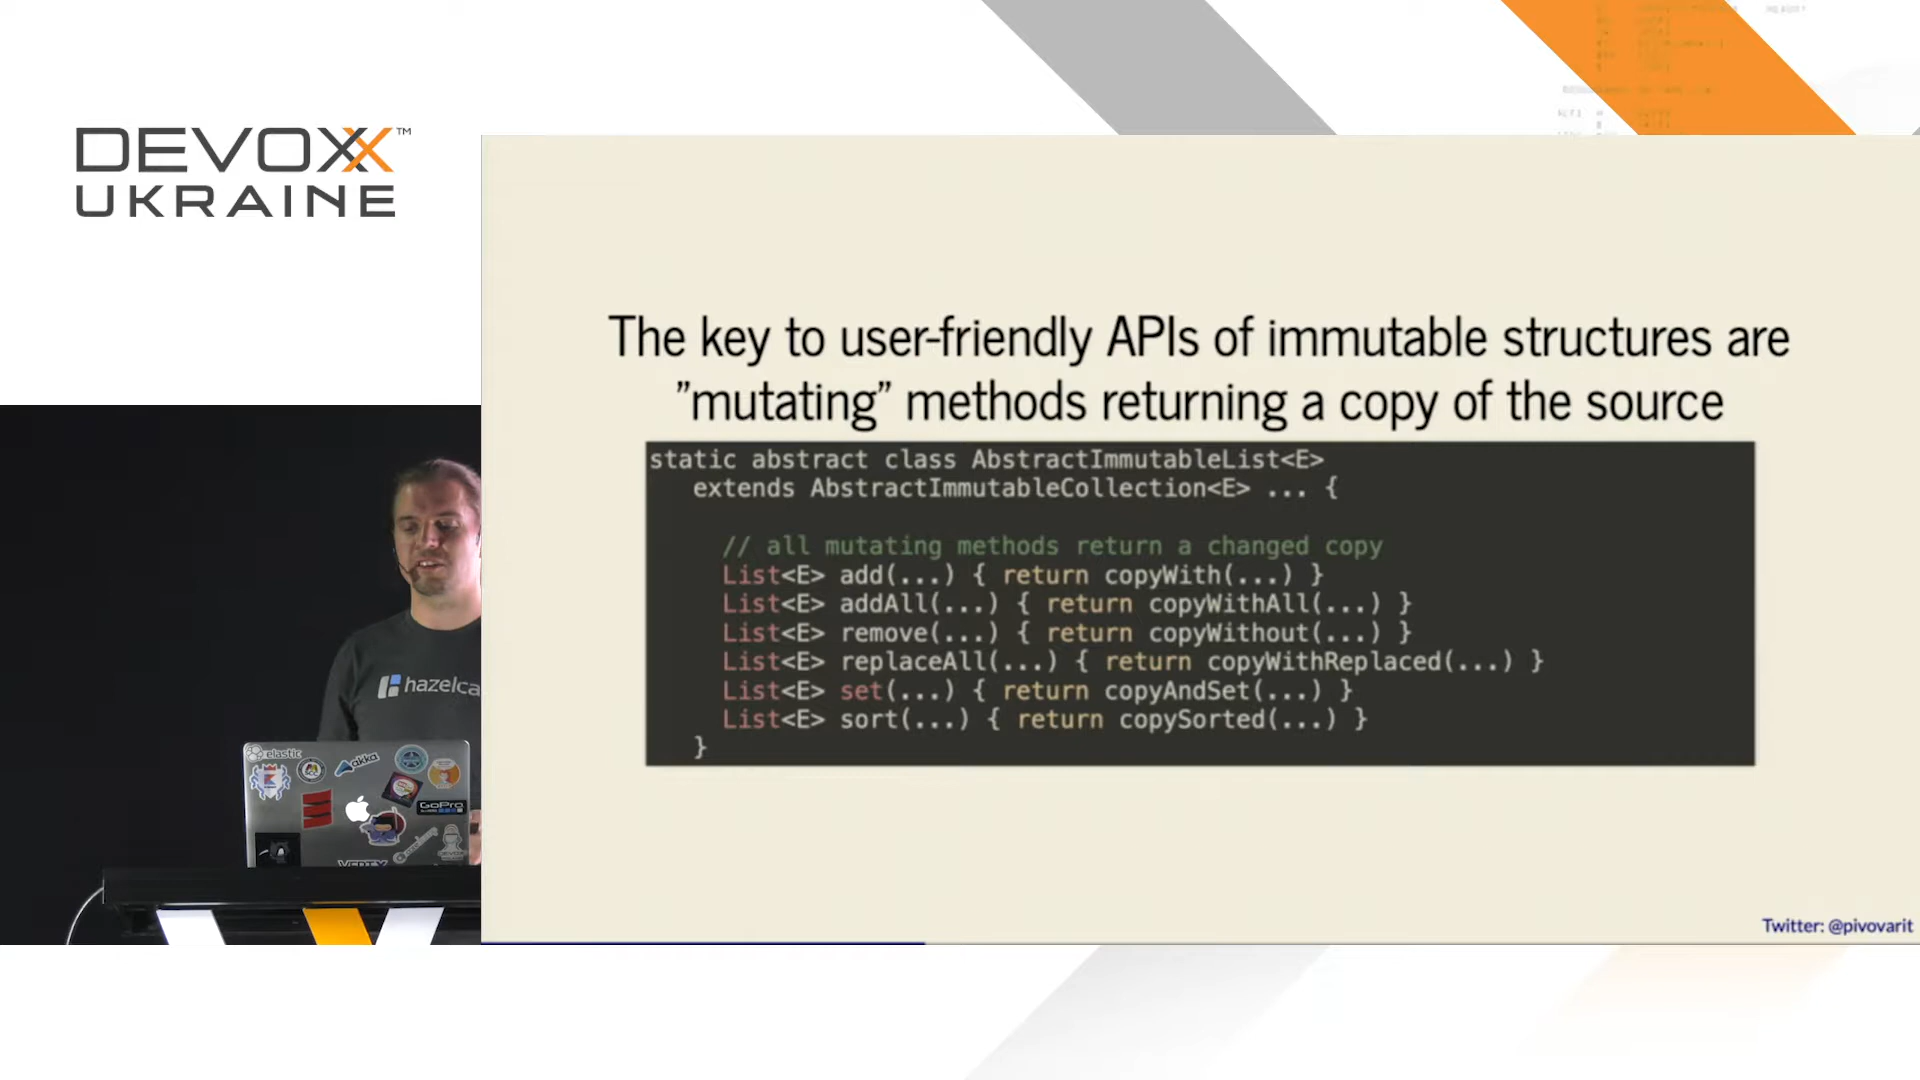 DEVOXX™
UKRAINE
The key to user-friendly APIs of immutable structures are
"mutating" methods returning a copy of the source
static abstract class AbstractImmutableList<E>
extends AbstractImmutableCollection<E> ... {
// all mutating methods return a changed copy
List<E> add(...) { return copyWith(...) }
List<E> addAll(...) { return copyWithAll(...) }
List<E> remove(...) { return copyWithout(...) }
List<E> replaceAll(...) { return copyWithReplaced(...) }
List<E> set(...) { return copyAndSet(...) }
List<E> sort(...) { return copySorted(...) }
}
Twitter: @pivovarit
hazelca
elastic
akka
GoPro
VERT.X